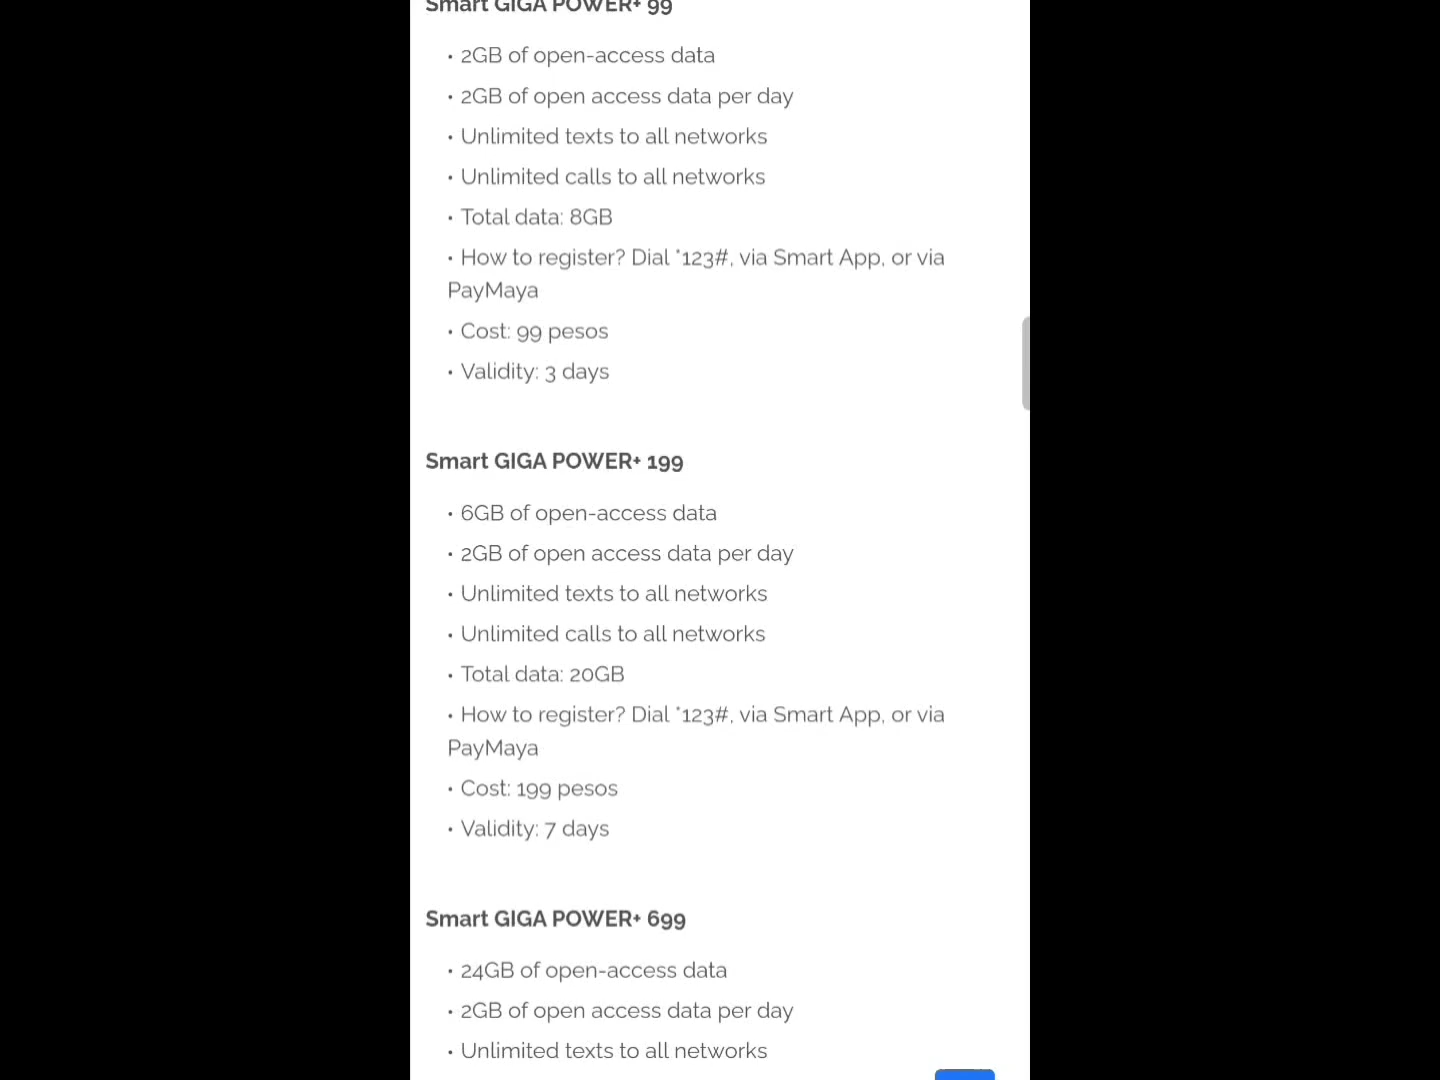 Smart GIGA POWER+ 99
• 2GB of open-access data
• 2GB of open access data per day
• Unlimited texts to all networks
• Unlimited calls to all networks
• Total data: 8GB
• How to register? Dial *123#, via Smart App, or via
PayMaya
• Cost: 99 pesos
• Validity: 3 days
Smart GIGA POWER+ 199
• 6GB of open-access data
• 2GB of open access data per day
• Unlimited texts to all networks
• Unlimited calls to all networks
• Total data: 20GB
• How to register? Dial *123#, via Smart App, or via
PayMaya
• Cost: 199 pesos
• Validity: 7 days
Smart GIGA POWER+ 699
• 24GB of open-access data
• 2GB of open access data per day
• Unlimited texts to all networks